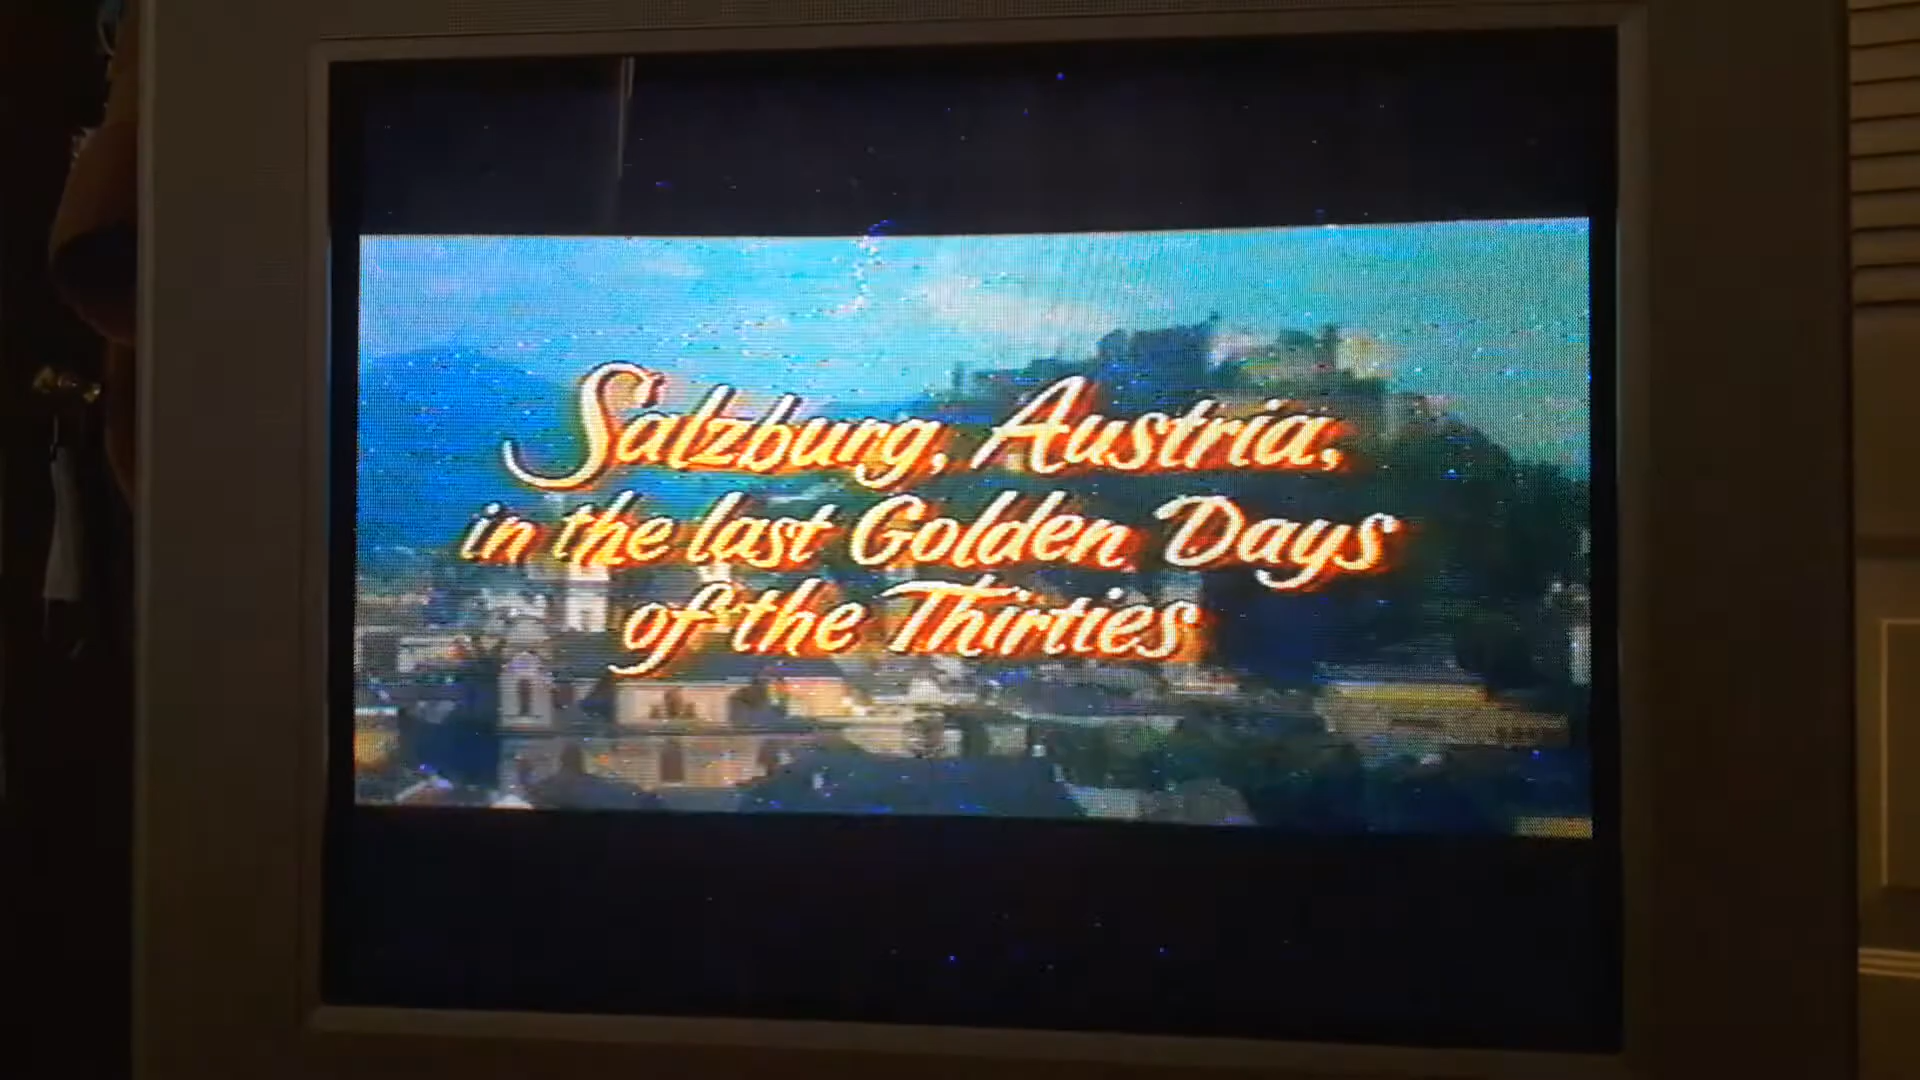 Salzburg, Austria,
in the last Golden Days
of the Thirties